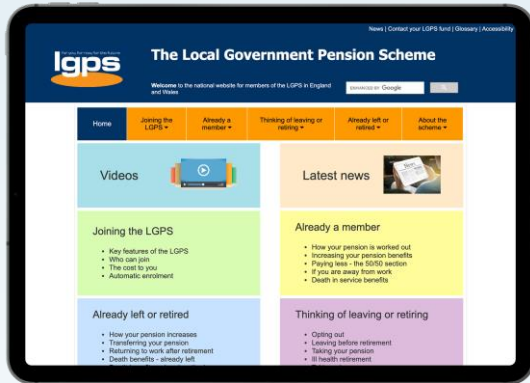 News | Contact your LGPS fund | Glossary | Accessibility
lgps
The Local Government Pension Scheme
Welcome to the national website for members of the LGPS in England
and Wales
ENHANCED BY Google
Home
Joining the
LGPS
Already a
member
Thinking of leaving or
retiring
Already left or
retired
About the
scheme
Videos
Latest news
News
Joining the LGPS
• Key features of the LGPS
• Who can join
• The cost to you
• Automatic enrolment
Already a member
• How your pension is worked out
• Increasing your pension benefits
• Paying less - the 50/50 section
• If you are away from work
• Death in service benefits
Already left or retired
• How your pension increases
• Transferring your pension
• Returning to work after retirement
• Death benefits - already left
Thinking of leaving or retiring
• Opting out
• Leaving before retirement
• Taking your pension
• Ill health retirement